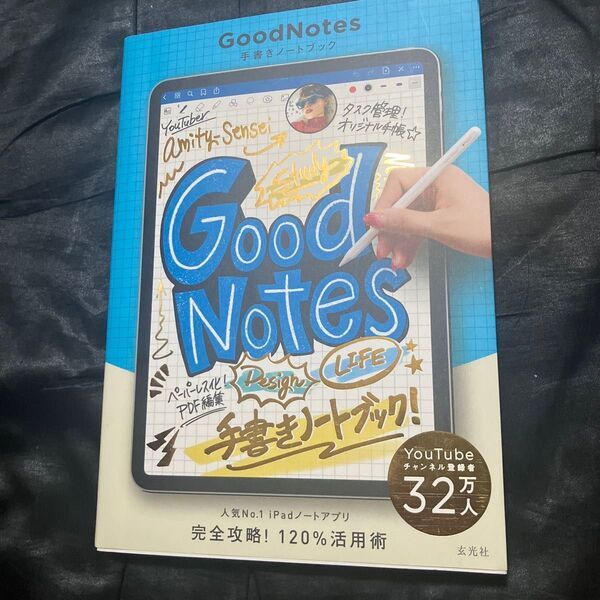 GoodNotes
手書きノートブック
YouTuber
amity-sensei
タスク管理!
オリジナル手帳☆
Study
Good
Notes
LIFE
Design
ペーパーレス化!
PDF編集
手書きノートブック!
YouTube
チャンネル登録者
32万人
人気No.1 iPadノートアプリ
完全攻略! 120%活用術
玄光社